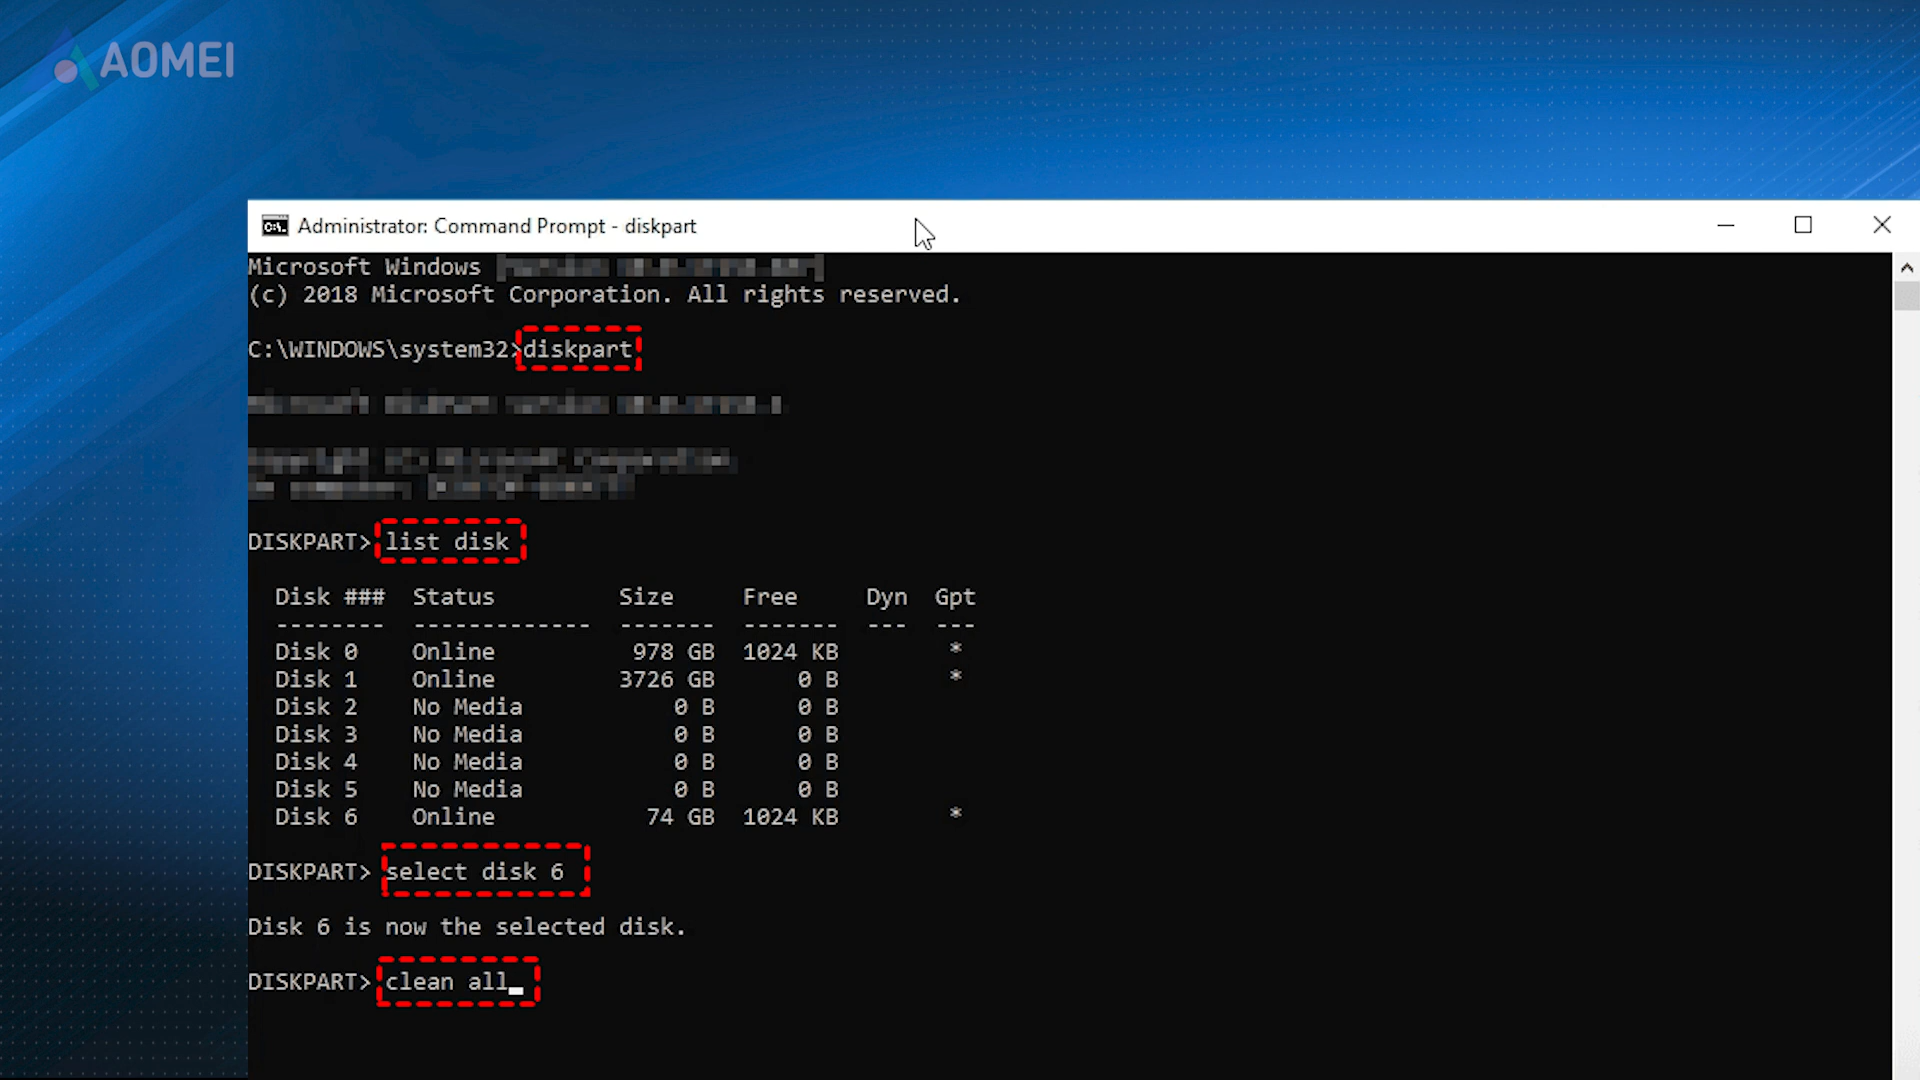 AOMEI
Administrator: Command Prompt - diskpart
Microsoft Windows
(c) 2018 Microsoft Corporation. All rights reserved.
C:\WINDOWS\system32>diskpart
DISKPART> list disk
Disk ### Status Size Free Dyn Gpt
-------- ------------- ------- ------- --- ---
Disk 0 Online 978 GB 1024 KB *
Disk 1 Online 3726 GB 0 B *
Disk 2 No Media 0 B 0 B
Disk 3 No Media 0 B 0 B
Disk 4 No Media 0 B 0 B
Disk 5 No Media 0 B 0 B
Disk 6 Online 74 GB 1024 KB *
DISKPART> select disk 6
Disk 6 is now the selected disk.
DISKPART> clean all_